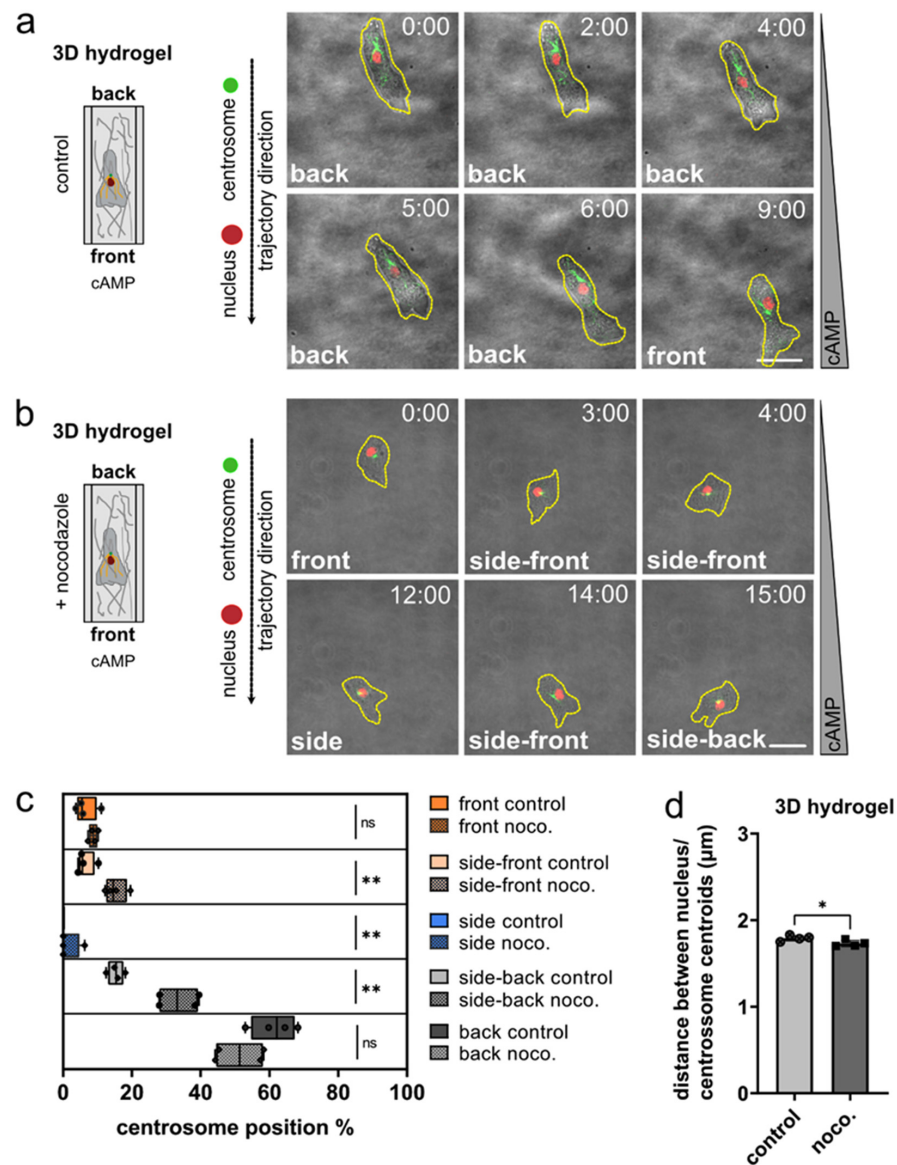 a
3D hydrogel
back
control
front
cAMP
nucleus
centrosome
trajectory direction
0:00
back
2:00
back
4:00
back
5:00
back
6:00
back
9:00
front
cAMP
b
3D hydrogel
back
+ nocodazole
front
cAMP
nucleus
centrosome
trajectory direction
0:00
front
3:00
side-front
4:00
side-front
12:00
side
14:00
side-front
15:00
side-back
cAMP
c
ns
**
**
**
ns
0 20 40 60 80 100
centrosome position %
front control
front noco.
side-front control
side-front noco.
side control
side noco.
side-back control
side-back noco.
back control
back noco.
d
3D hydrogel
distance between nucleus/
centrossome centroids (µm)
3
2
1
0
*
control
noco.